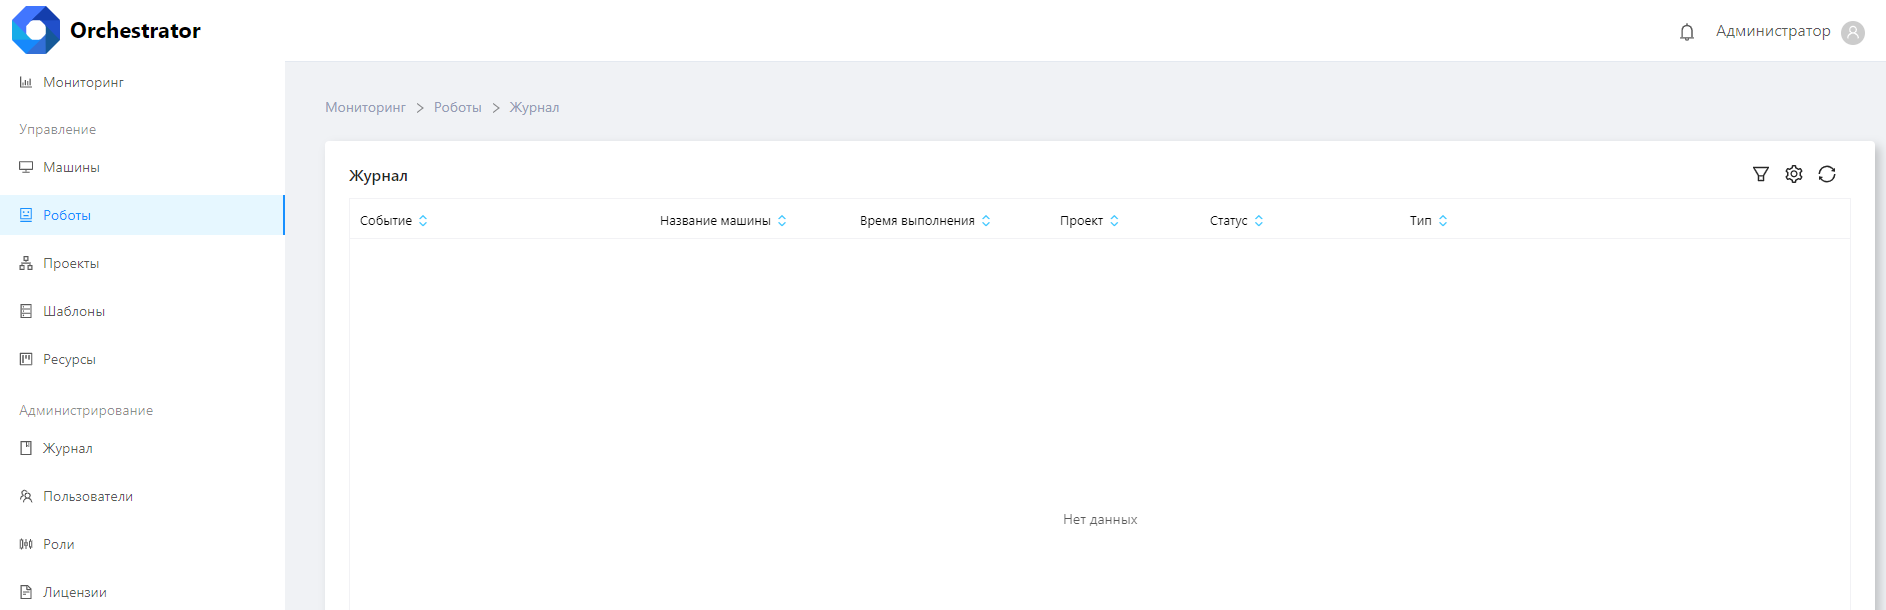 Orchestrator
Администратор
Мониторинг
Управление
Машины
Роботы
Проекты
Шаблоны
Ресурсы
Администрирование
Журнал
Пользователи
Роли
Лицензии
Мониторинг > Роботы > Журнал
Журнал
Событие Название машины Время выполнения Проект Статус Тип
Нет данных